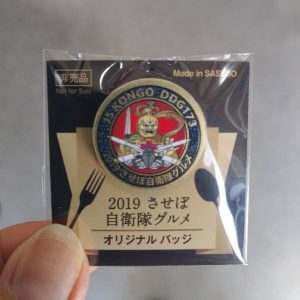 非売品
Not for Sale
Made in SASEBO
JS KONGO DDG173
2019 させぼ自衛隊グルメ
2019 させぼ
自衛隊グルメ
オリジナル バッジ